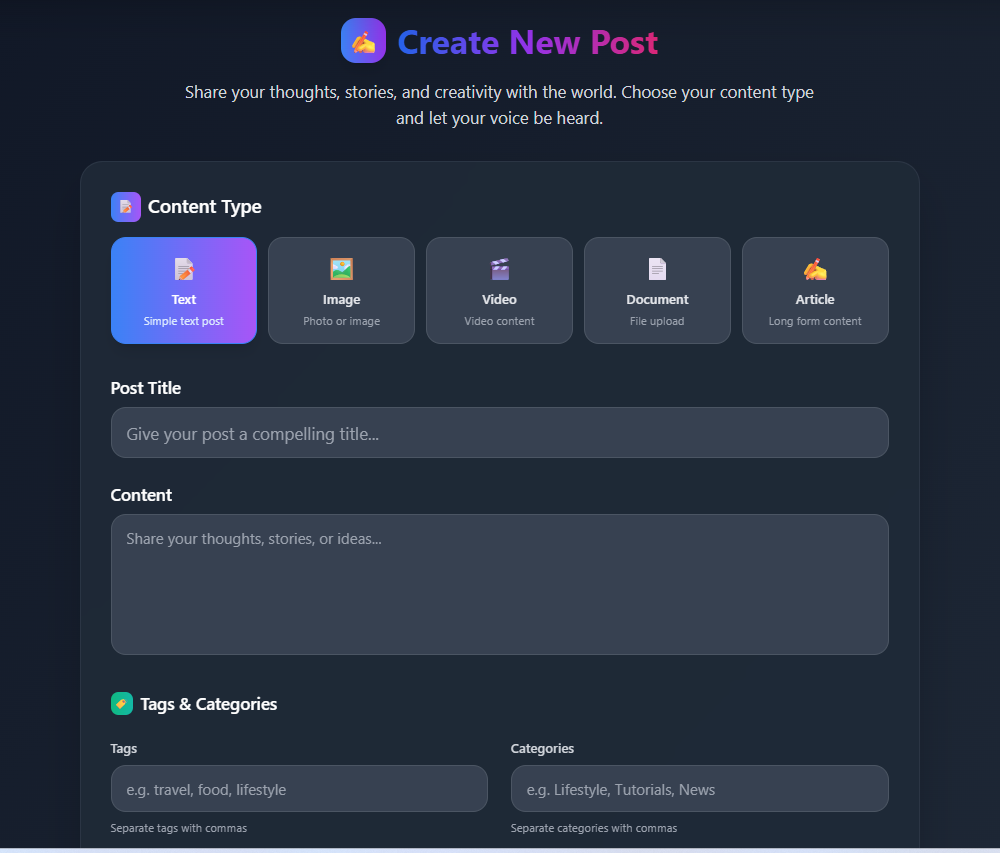 Create New Post
Share your thoughts, stories, and creativity with the world. Choose your content type
and let your voice be heard.
Content Type
Text
Simple text post
Image
Photo or image
Video
Video content
Document
File upload
Article
Long form content
Post Title
Give your post a compelling title...
Content
Share your thoughts, stories, or ideas...
Tags & Categories
Tags
e.g. travel, food, lifestyle
Separate tags with commas
Categories
e.g. Lifestyle, Tutorials, News
Separate categories with commas